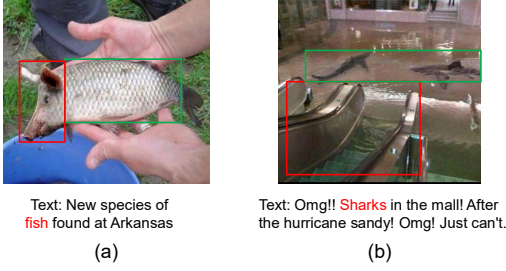 Text: New species of
fish found at Arkansas
(a)
Text: Omg!! Sharks in the mall! After
the hurricane sandy! Omg! Just can't.
(b)